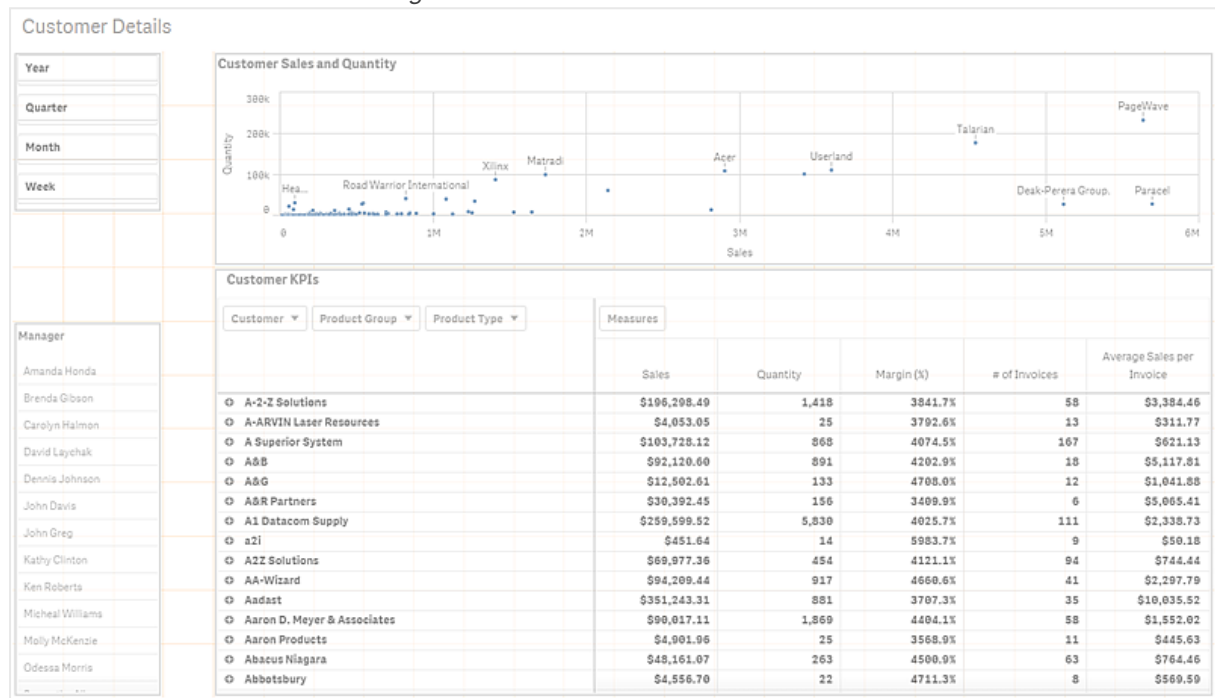 Customer Details
Year
Quarter
Month
Week
Customer Sales and Quantity
300k
200k
100k
0
Quantity
PageWave
Talarian
Acer
Userland
Xilinx
Matradi
Hea...
Road Warrior International
Deak-Perera Group.
Paracel
0 1M 2M 3M 4M 5M 6M
Sales
Manager
Amanda Honda
Brenda Gibson
Carolyn Halmon
David Laychak
Dennis Johnson
John Davis
John Greg
Kathy Clinton
Ken Roberts
Micheal Williams
Molly McKenzie
Odessa Morris
Customer KPIs
Customer Product Group Product Type Measures
Sales Quantity Margin (%) # of Invoices Average Sales per
Invoice
A-2-Z Solutions $196,298.49 1,418 3841.7% 58 $3,384.46
A-ARVIN Laser Resources $4,053.05 25 3792.6% 13 $311.77
A Superior System $103,728.12 868 4074.5% 167 $621.13
A&B $92,120.60 891 4202.9% 18 $5,117.81
A&G $12,502.61 133 4708.0% 12 $1,041.88
A&R Partners $30,392.45 156 3409.9% 6 $5,065.41
A1 Datacom Supply $259,599.52 5,830 4025.7% 111 $2,338.73
a2i $451.64 14 5983.7% 9 $50.18
A2Z Solutions $69,977.36 454 4121.1% 94 $744.44
AA-Wizard $94,209.44 917 4660.6% 41 $2,297.79
Aadast $351,243.31 881 3707.3% 35 $10,035.52
Aaron D. Meyer & Associates $90,017.11 1,869 4404.1% 58 $1,552.02
Aaron Products $4,901.96 25 3568.9% 11 $445.63
Abacus Niagara $48,161.07 263 4500.9% 63 $764.46
Abbotsbury $4,556.70 22 4711.3% 8 $569.59